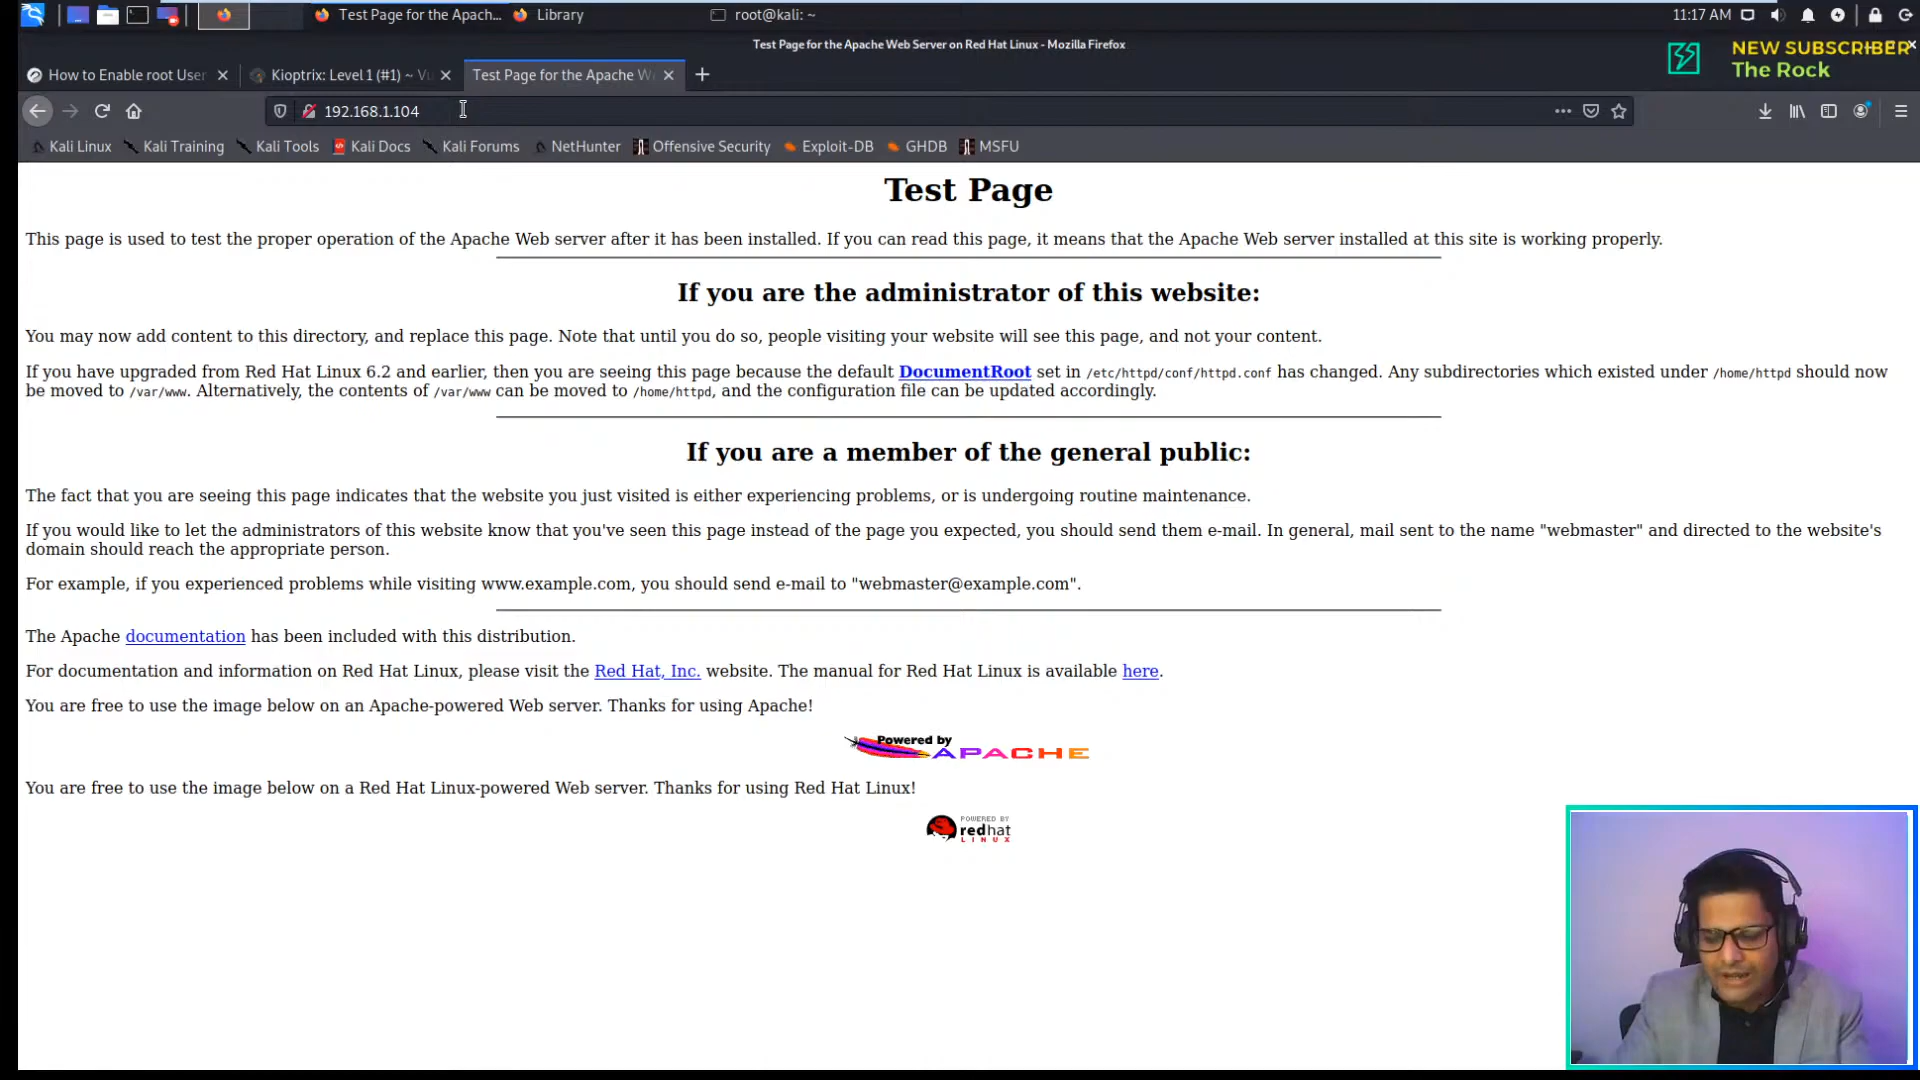 Test Page for the Apach...
Library
root@kali: ~
11:17 AM
Test Page for the Apache Web Server on Red Hat Linux - Mozilla Firefox
NEW SUBSCRIBER
The Rock
How to Enable root User
Kioptrix: Level 1 (#1) ~ Vu
Test Page for the Apache W
192.168.1.104
Kali Linux
Kali Training
Kali Tools
Kali Docs
Kali Forums
NetHunter
Offensive Security
Exploit-DB
GHDB
MSFU
Test Page
This page is used to test the proper operation of the Apache Web server after it has been installed. If you can read this page, it means that the Apache Web server installed at this site is working properly.
If you are the administrator of this website:
You may now add content to this directory, and replace this page. Note that until you do so, people visiting your website will see this page, and not your content.
If you have upgraded from Red Hat Linux 6.2 and earlier, then you are seeing this page because the default DocumentRoot set in /etc/httpd/conf/httpd.conf has changed. Any subdirectories which existed under /home/httpd should now
be moved to /var/www. Alternatively, the contents of /var/www can be moved to /home/httpd, and the configuration file can be updated accordingly.
If you are a member of the general public:
The fact that you are seeing this page indicates that the website you just visited is either experiencing problems, or is undergoing routine maintenance.
If you would like to let the administrators of this website know that you've seen this page instead of the page you expected, you should send them e-mail. In general, mail sent to the name "webmaster" and directed to the website's
domain should reach the appropriate person.
For example, if you experienced problems while visiting www.example.com, you should send e-mail to "webmaster@example.com".
The Apache documentation has been included with this distribution.
For documentation and information on Red Hat Linux, please visit the Red Hat, Inc. website. The manual for Red Hat Linux is available here.
You are free to use the image below on an Apache-powered Web server. Thanks for using Apache!
Powered by
APACHE
You are free to use the image below on a Red Hat Linux-powered Web server. Thanks for using Red Hat Linux!
POWERED BY
redhat
LINUX